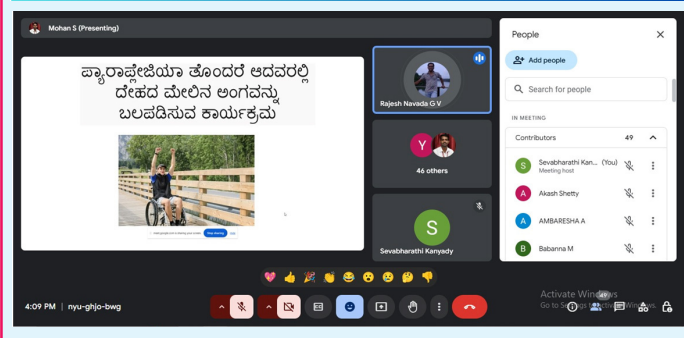 Mohan S (Presenting)
ಪ್ಯಾರಾಪ್ಲೇಜಿಯಾ ತೊಂದರೆ ಆದವರಲ್ಲಿ
ದೇಹದ ಮೇಲಿನ ಅಂಗವನ್ನು
ಬಲಪಡಿಸುವ ಕಾರ್ಯಕ್ರಮ
Stop sharing
Rajesh Navada G V
Y
46 others
S
Sevabharathi Kanyady
People
Add people
Search for people
IN MEETING
Contributors 49
S Sevabharathi Kan... (You)
Meeting host
A Akash Shetty
A AMBARESHA A
B Babanna M
4:09 PM | nyu-ghjo-bwg
Activate Windows
49